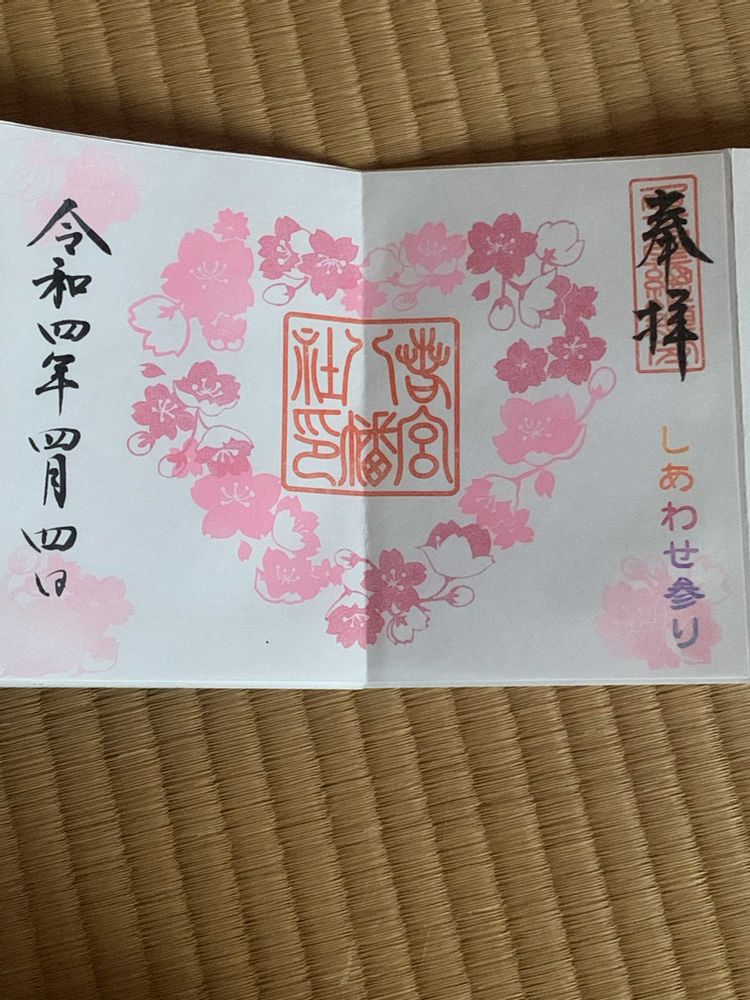 奉拝
しあわせ参り
若宮
八幡
社印
令和四年四月四日